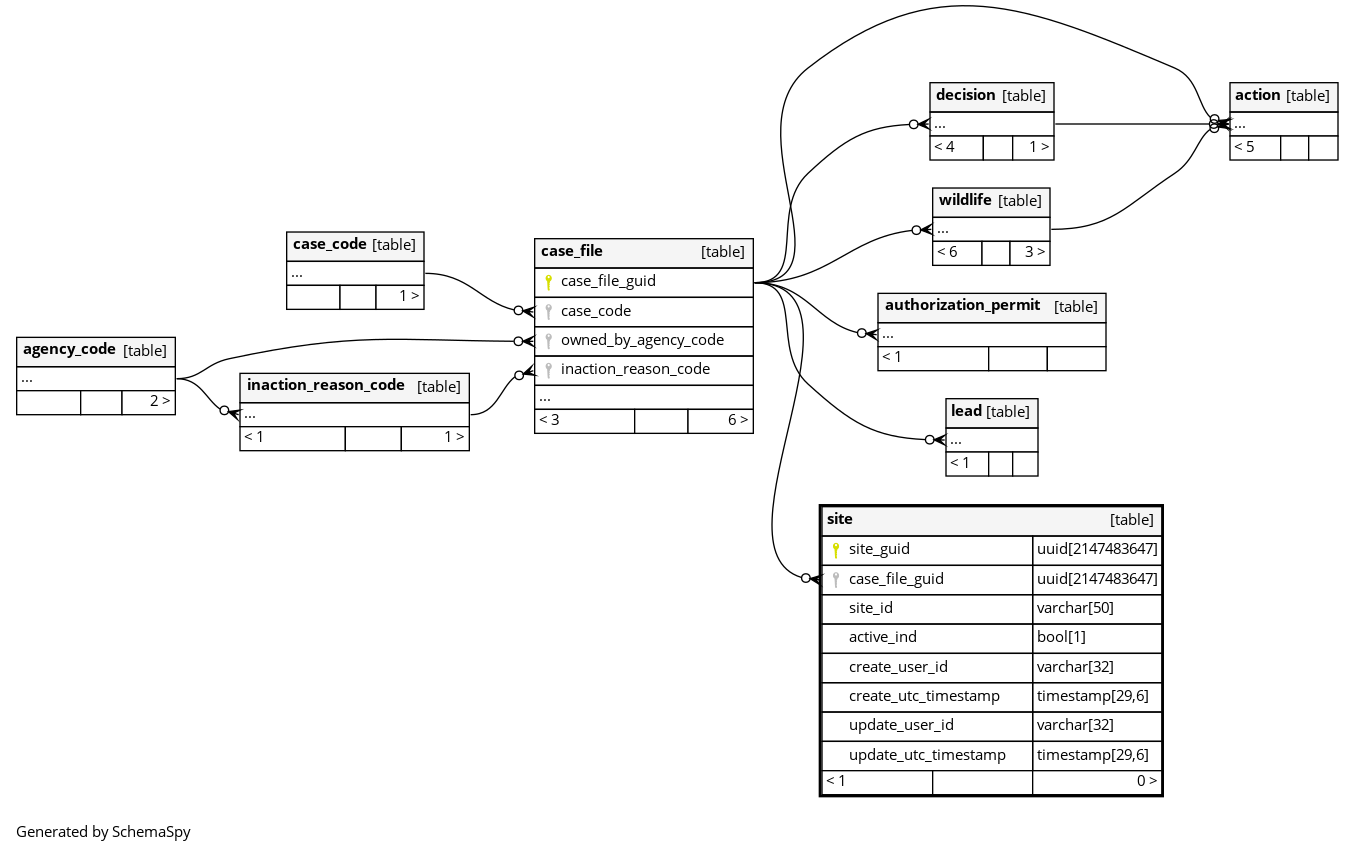 decision [table]
...
< 4 1 >
action [table]
...
< 5
wildlife [table]
...
< 6 3 >
case_code [table]
...
1 >
case_file [table]
case_file_guid
case_code
owned_by_agency_code
inaction_reason_code
...
< 3 6 >
authorization_permit [table]
...
< 1
agency_code [table]
...
2 >
inaction_reason_code [table]
...
< 1 1 >
lead [table]
...
< 1
site [table]
site_guid uuid[2147483647]
case_file_guid uuid[2147483647]
site_id varchar[50]
active_ind bool[1]
create_user_id varchar[32]
create_utc_timestamp timestamp[29,6]
update_user_id varchar[32]
update_utc_timestamp timestamp[29,6]
< 1 0 >
Generated by SchemaSpy